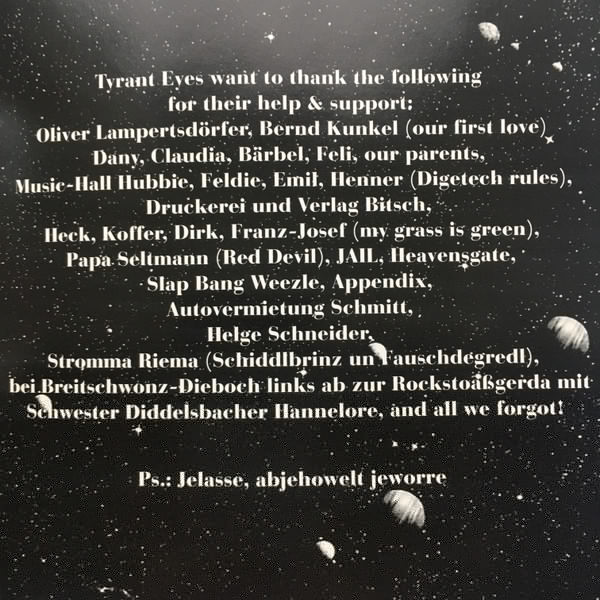 Tyrant Eyes want to thank the following
for their help & support:
Oliver Lampertsdörfer, Bernd Kunkel (our first love),
Dany, Claudia, Bärbel, Feli, our parents,
Music-Hall Hubbie, Feldie, Emil, Henner (Digetech rules),
Druckerei und Verlag Bitsch,
Heck, Koffer, Dirk, Franz-Josef (my grass is green),
Papa Seltmann (Red Devil), JAIL, Heavensgate,
Slap Bang Weezle, Appendix,
Autovermietung Schmitt,
Helge Schneider,
Stromma Riema (Schiddlbrinz un
bei Breitschwonz-Dieboch links ab zur Rockstoaßgerda mit
Schwester Diddelsbacher Hannelore, and all we forgot!
Ps.: Jelasse, abjehowelt jeworre